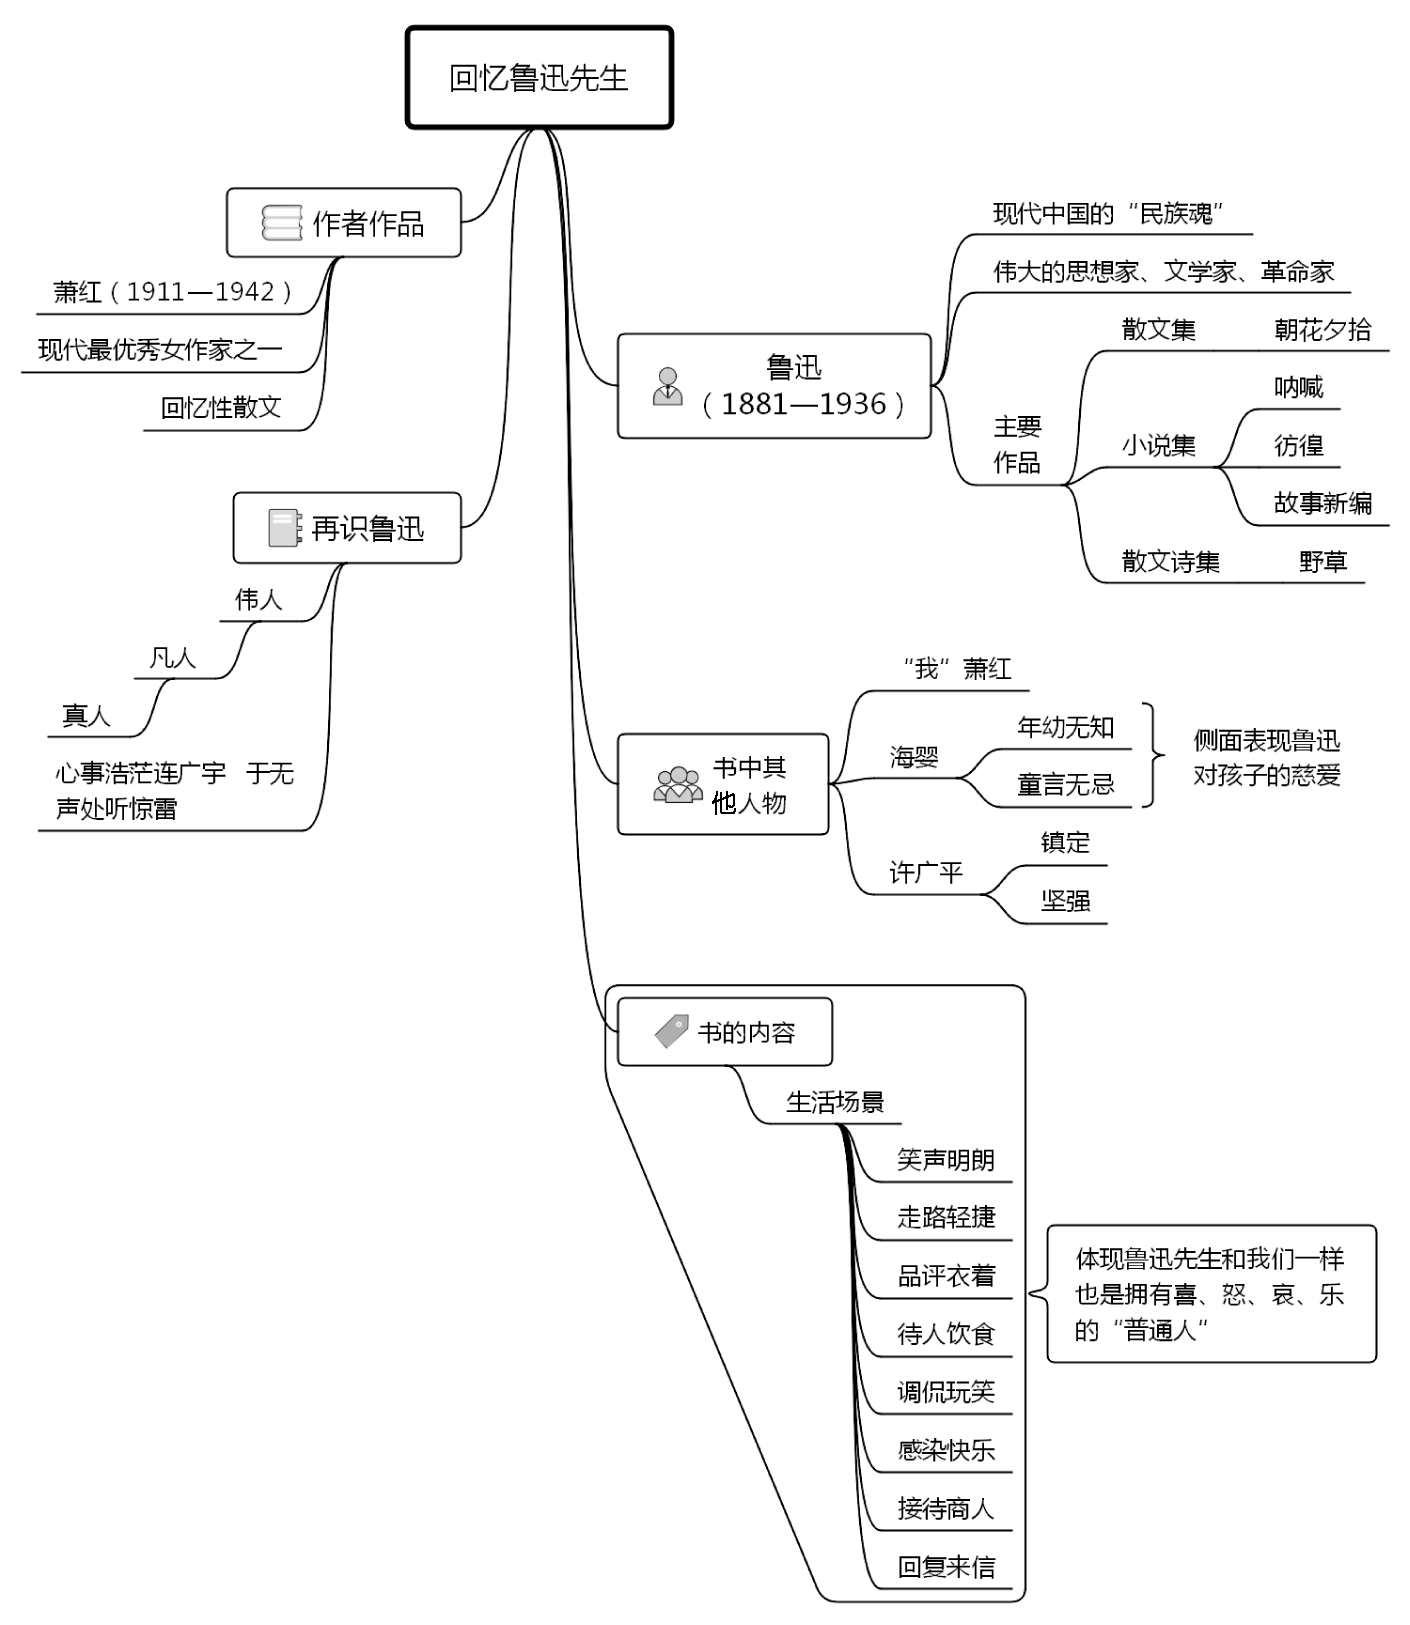 回忆鲁迅先生
作者作品
萧红（1911—1942）
现代最优秀女作家之一
回忆性散文
再识鲁迅
伟人
凡人
真人
心事浩茫连广宇 于无
声处听惊雷
鲁迅
（1881—1936）
现代中国的“民族魂”
伟大的思想家、文学家、革命家
主要
作品
散文集
朝花夕拾
小说集
呐喊
彷徨
故事新编
散文诗集
野草
书中其
他人物
“我”萧红
海婴
年幼无知
童言无忌
侧面表现鲁迅
对孩子的慈爱
许广平
镇定
坚强
书的内容
生活场景
笑声明朗
走路轻捷
品评衣着
待人饮食
调侃玩笑
感染快乐
接待商人
回复来信
体现鲁迅先生和我们一样
也是拥有喜、怒、哀、乐
的“普通人”